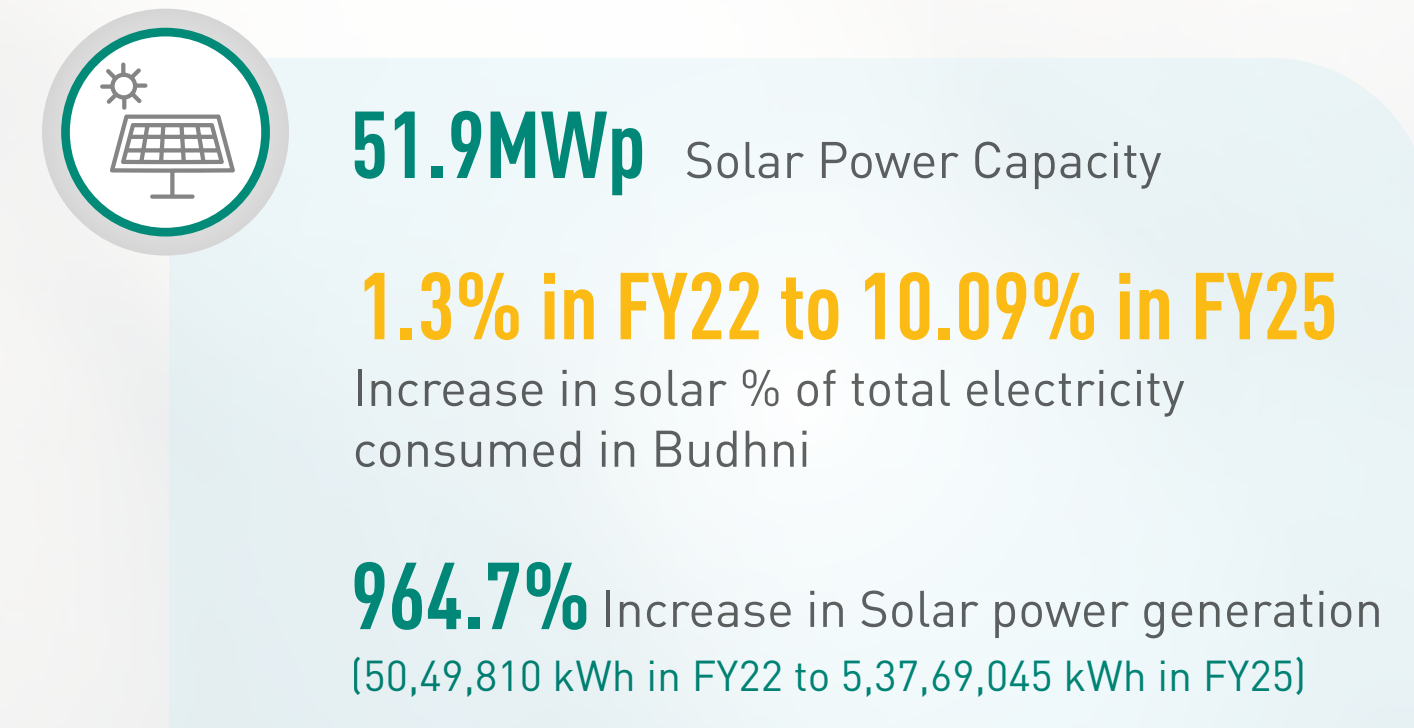 51.9MWp Solar Power Capacity
1.3% in FY22 to 10.09% in FY25
Increase in solar % of total electricity
consumed in Budhni
964.7% Increase in Solar power generation
(50,49,810 kWh in FY22 to 5,37,69,045 kWh in FY25)